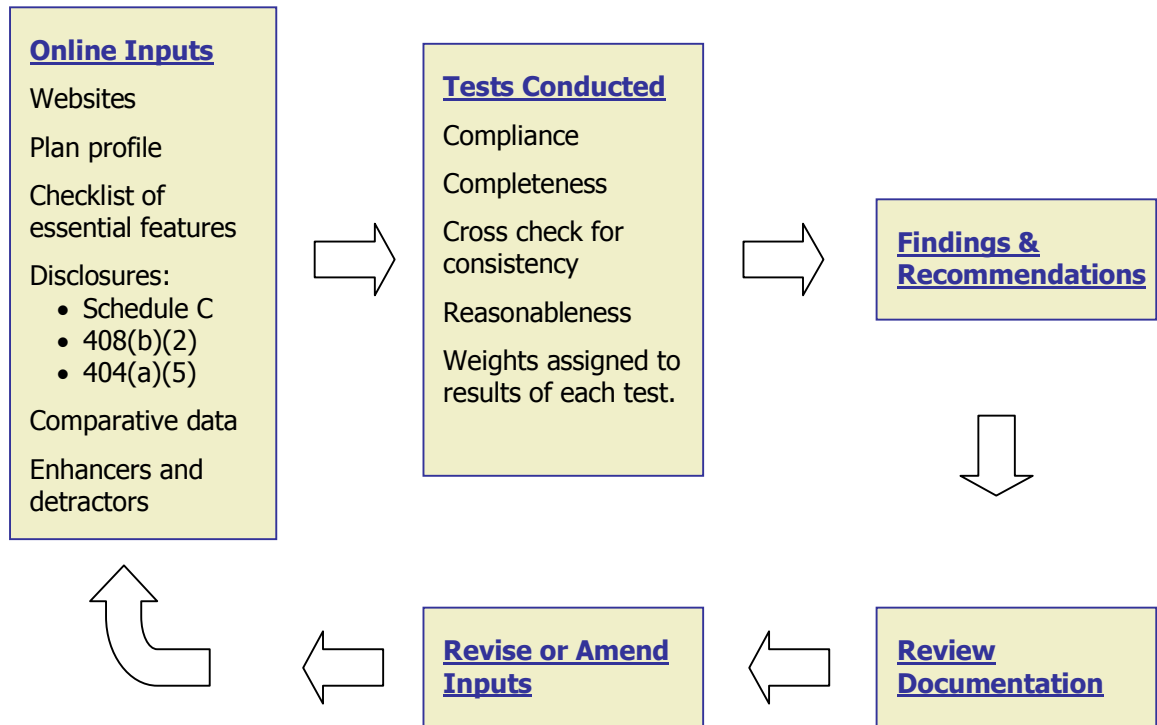 Online Inputs
Websites
Plan profile
Checklist of
essential features
Disclosures:
• Schedule C
• 408(b)(2)
• 404(a)(5)
Comparative data
Enhancers and
detractors
Tests Conducted
Compliance
Completeness
Cross check for
consistency
Reasonableness
Weights assigned to
results of each test.
Findings &
Recommendations
Review
Documentation
Revise or Amend
Inputs